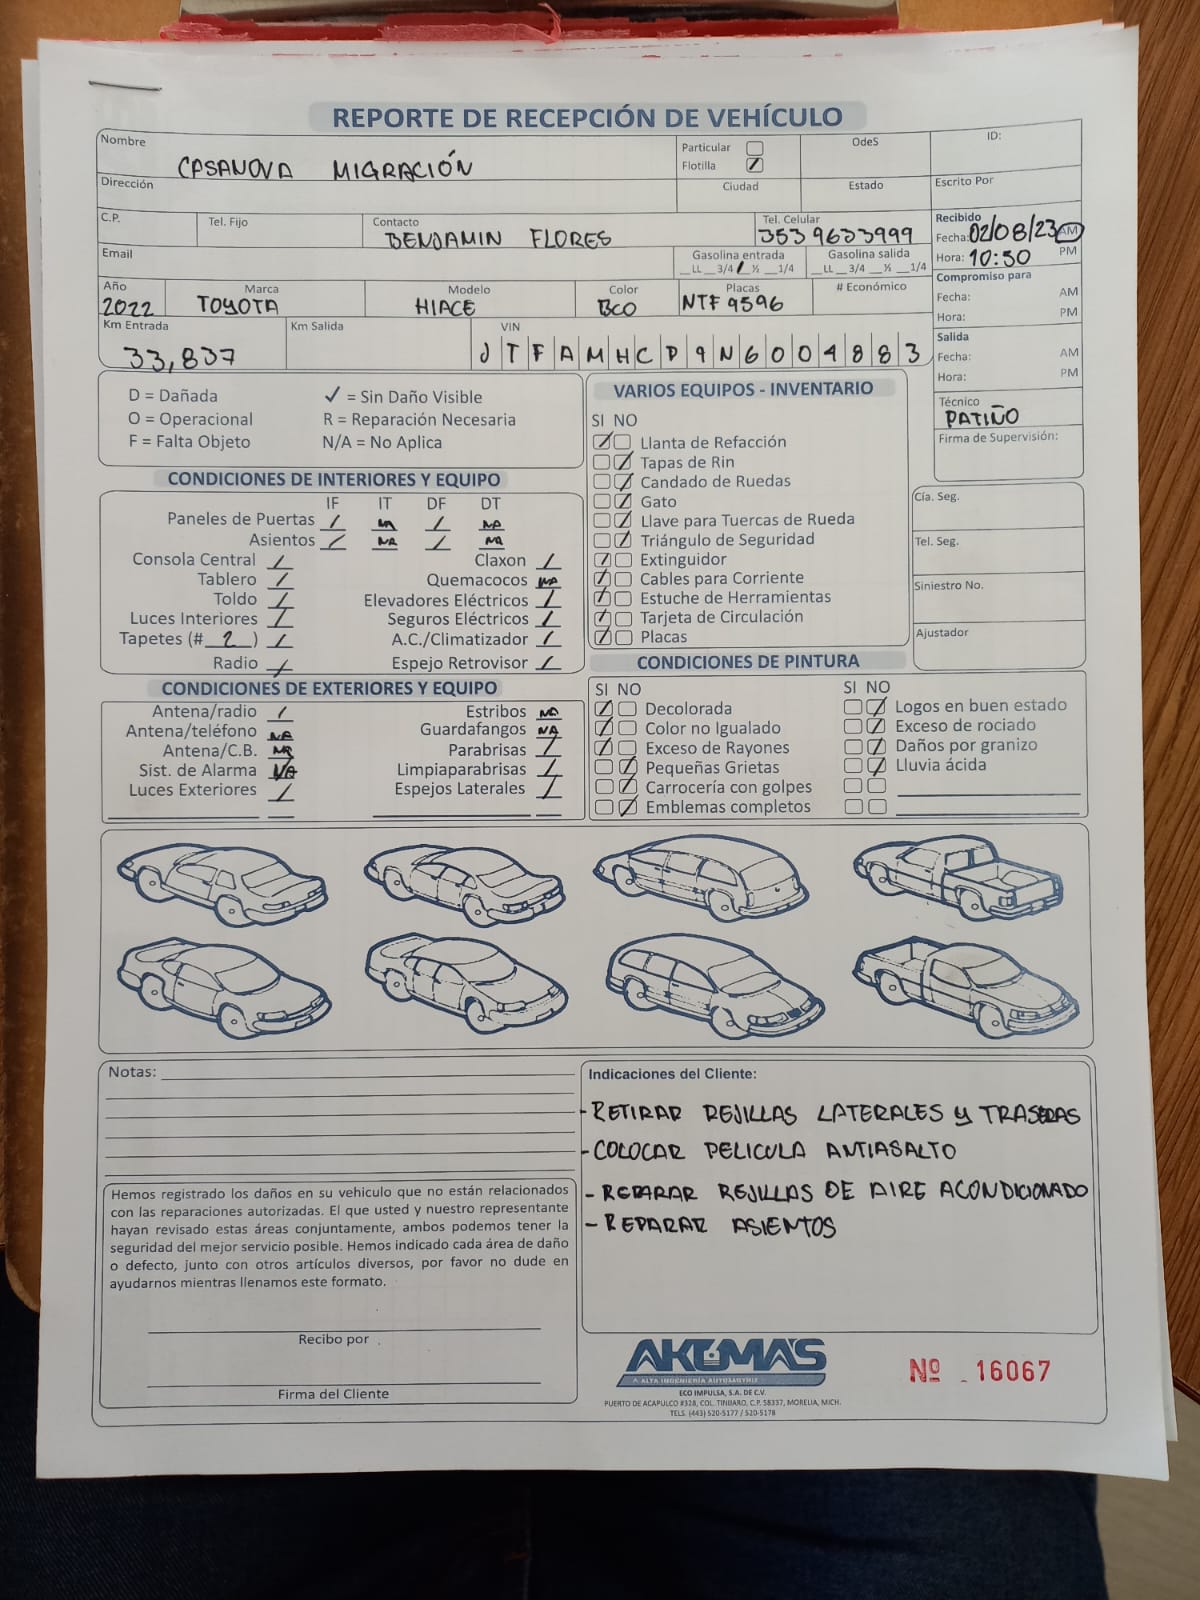 REPORTE DE RECEPCIÓN DE VEHÍCULO
Nombre CASANOVA MIGRACIÓN
Particular
Flotilla ✓
OdeS
ID:
Dirección
Ciudad
Estado
Escrito Por
C.P.
Tel. Fijo
Contacto BENJAMIN FLORES
Tel. Celular 3539633999
Recibido
Fecha: 02/08/23 AM
Hora: 10:50 PM
Email
Gasolina entrada
__LL __3/4 / ½ __1/4
Gasolina salida
__LL __3/4 __½ __1/4
Compromiso para
Fecha: AM
Hora: PM
Año 2022
Marca TOYOTA
Modelo HIACE
Color BCO
Placas NTF 9596
# Económico
Km Entrada 33,837
Km Salida
VIN JTFAMHCP9N6004883
Salida
Fecha: AM
Hora: PM
Técnico
PATIÑO
Firma de Supervisión:
D = Dañada ✓ = Sin Daño Visible
O = Operacional R = Reparación Necesaria
F = Falta Objeto N/A = No Aplica
CONDICIONES DE INTERIORES Y EQUIPO
IF IT DF DT
Paneles de Puertas / NA / NA
Asientos / NA / NA
Consola Central / Claxon /
Tablero / Quemacocos NA
Toldo / Elevadores Eléctricos /
Luces Interiores / Seguros Eléctricos /
Tapetes (# 2 ) / A.C./Climatizador /
Radio / Espejo Retrovisor /
CONDICIONES DE EXTERIORES Y EQUIPO
Antena/radio / Estribos NA
Antena/teléfono NA Guardafangos NA
Antena/C.B. NA Parabrisas /
Sist. de Alarma NA Limpiaparabrisas /
Luces Exteriores / Espejos Laterales /
VARIOS EQUIPOS - INVENTARIO
SI NO
Llanta de Refacción
Tapas de Rin
Candado de Ruedas
Gato
Llave para Tuercas de Rueda
Triángulo de Seguridad
Extinguidor
Cables para Corriente
Estuche de Herramientas
Tarjeta de Circulación
Placas
Cía. Seg.
Tel. Seg.
Siniestro No.
Ajustador
CONDICIONES DE PINTURA
SI NO SI NO
Decolorada Logos en buen estado
Color no Igualado Exceso de rociado
Exceso de Rayones Daños por granizo
Pequeñas Grietas Lluvia ácida
Carrocería con golpes
Emblemas completos
Notas:
Indicaciones del Cliente:
- RETIRAR REJILLAS LATERALES Y TRASERAS
- COLOCAR PELICULA ANTIASALTO
- REPARAR REJILLAS DE AIRE ACONDICIONADO
- REPARAR ASIENTOS
Hemos registrado los daños en su vehiculo que no están relacionados
con las reparaciones autorizadas. El que usted y nuestro representante
hayan revisado estas áreas conjuntamente, ambos podemos tener la
seguridad del mejor servicio posible. Hemos indicado cada área de daño
o defecto, junto con otros artículos diversos, por favor no dude en
ayudarnos mientras llenamos este formato.
Recibo por
Firma del Cliente
AKUMA'S
A ALTA INGENIERÍA AUTOMOTRIZ
ECO IMPULSA, S.A. DE C.V.
PUERTO DE ACAPULCO #328, COL. TINIJARO, C.P. 58337, MORELIA, MICH.
TELS. (443) 520-5177 / 520-5178
Nº 16067